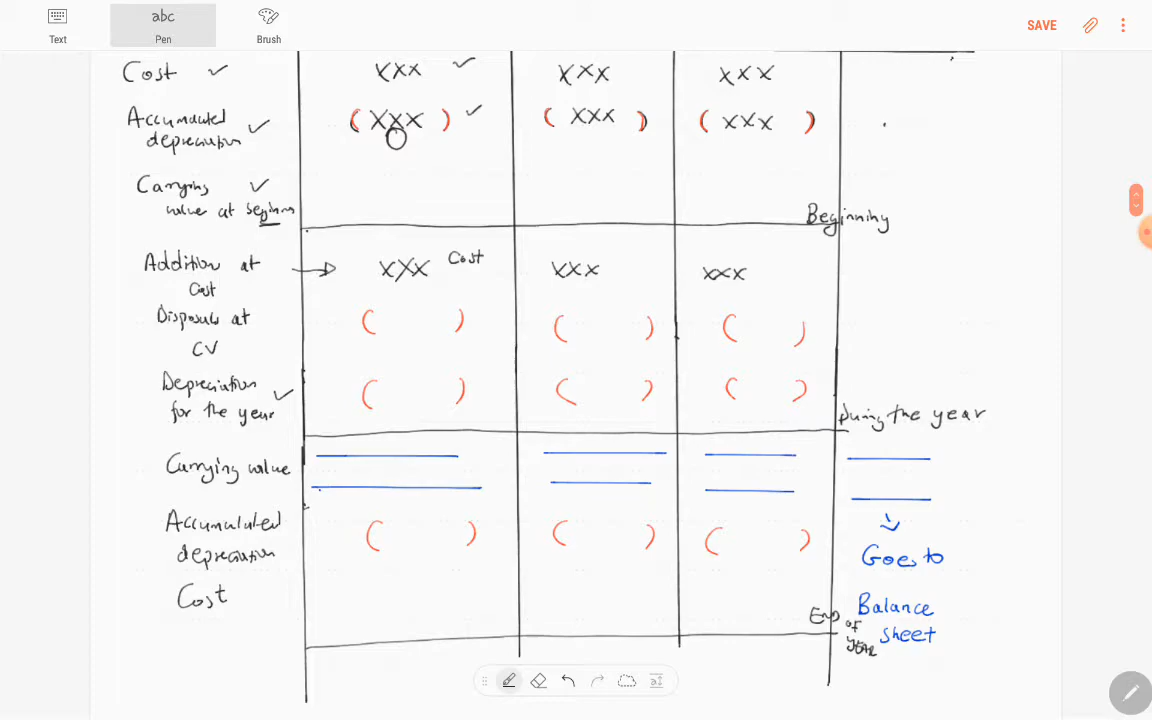 Text
abc
Pen
Brush
SAVE
Cost ✓ XXX ✓ XXX XXX
Accumulated
depreciation ✓ (XXX) ✓ (XXX) (XXX)
Carrying ✓
value at beginning
Beginning
Addition at
Cost XXX Cost XXX XXX
Disposals at
CV ( ) ( ) ( )
Depreciation
for the year ✓ ( ) ( ) ( )
During the year
Carrying value
Accumulated
depreciation ( ) ( ) ( )
Goes to
Cost
Balance
sheet
End
of
year